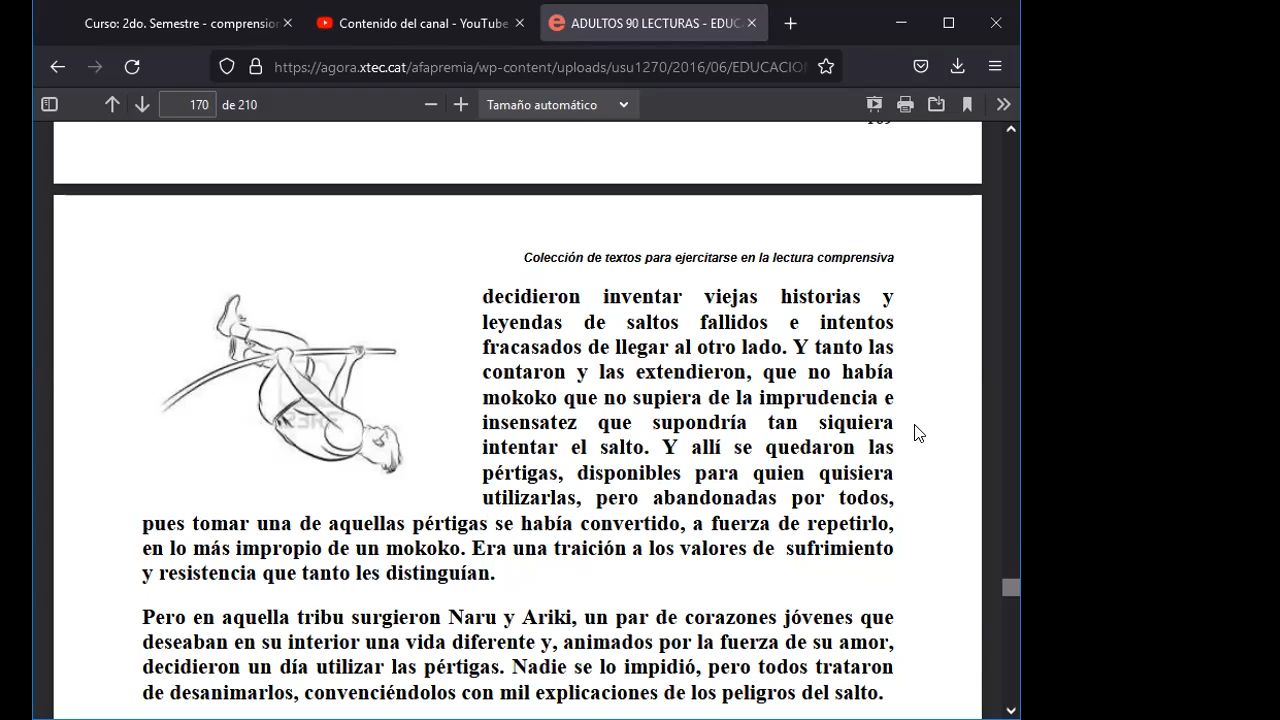 Curso: 2do. Semestre - comprension
Contenido del canal - YouTube
ADULTOS 90 LECTURAS - EDUC
https://agora.xtec.cat/afapremia/wp-content/uploads/usu1270/2016/06/EDUCACIO
170 de 210
Tamaño automático
169
Colección de textos para ejercitarse en la lectura comprensiva
decidieron inventar viejas historias y
leyendas de saltos fallidos e intentos
fracasados de llegar al otro lado. Y tanto las
contaron y las extendieron, que no había
mokoko que no supiera de la imprudencia e
insensatez que supondría tan siquiera
intentar el salto. Y allí se quedaron las
pértigas, disponibles para quien quisiera
utilizarlas, pero abandonadas por todos,
pues tomar una de aquellas pértigas se había convertido, a fuerza de repetirlo,
en lo más impropio de un mokoko. Era una traición a los valores de sufrimiento
y resistencia que tanto les distinguían.
Pero en aquella tribu surgieron Naru y Ariki, un par de corazones jóvenes que
deseaban en su interior una vida diferente y, animados por la fuerza de su amor,
decidieron un día utilizar las pértigas. Nadie se lo impidió, pero todos trataron
de desanimarlos, convenciéndolos con mil explicaciones de los peligros del salto.